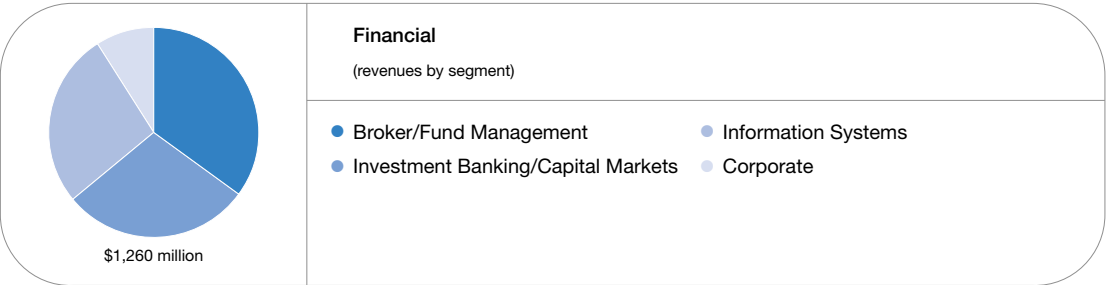 Financial
(revenues by segment)
Broker/Fund Management
Information Systems
Investment Banking/Capital Markets
Corporate
$1,260 million